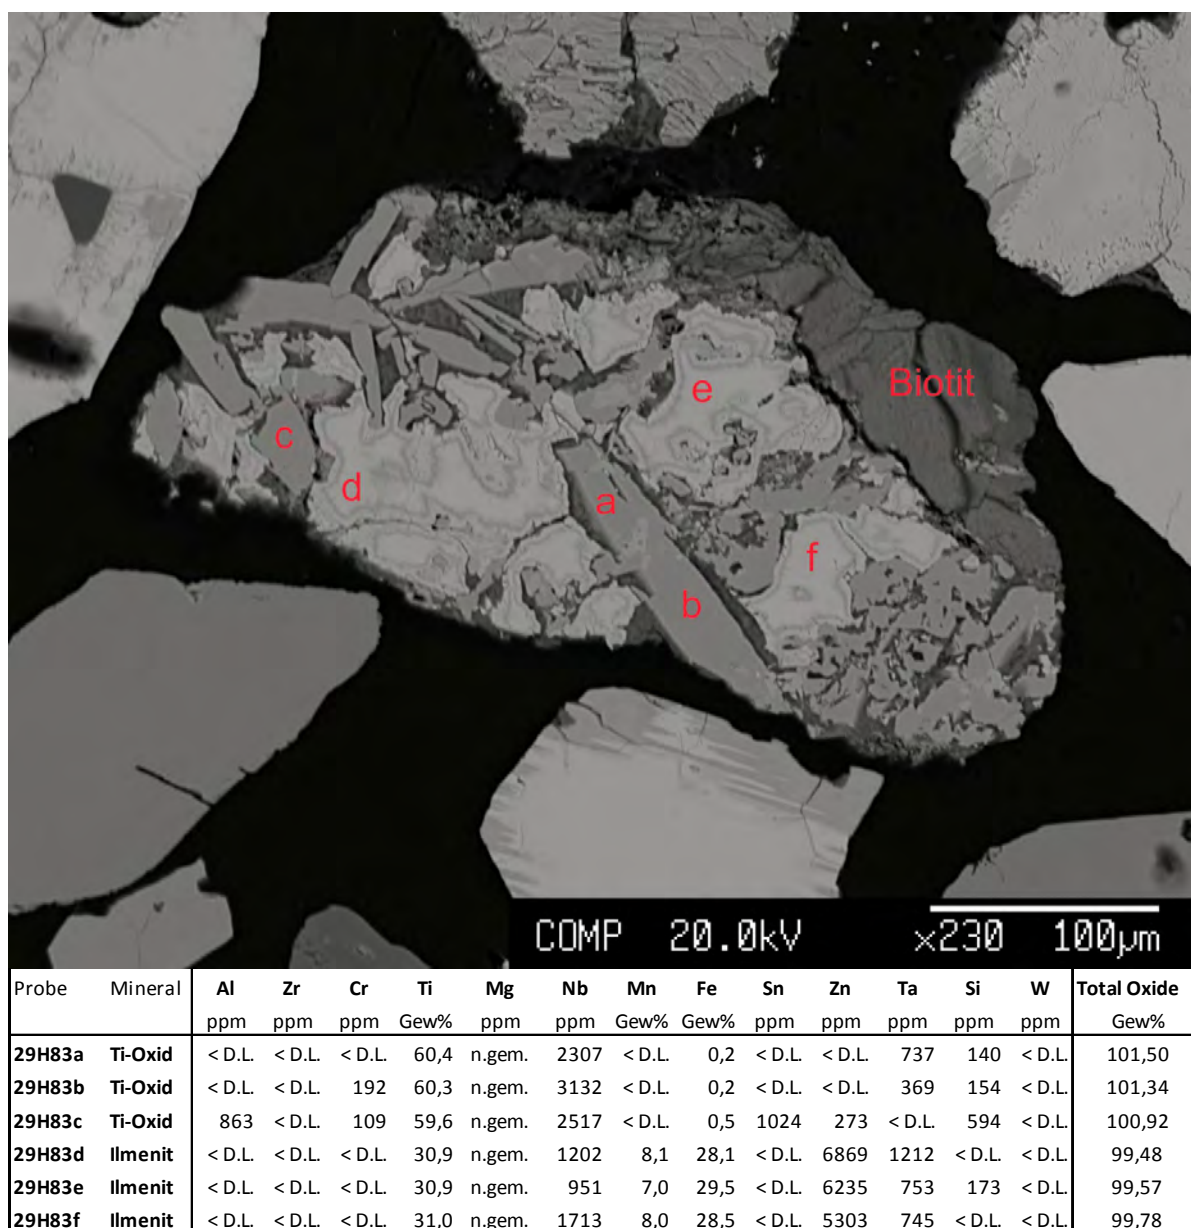 e
Biotit
c
d
a
f
b
COMP 20.0kV ×230 100µm
Probe Mineral Al Zr Cr Ti Mg Nb Mn Fe Sn Zn Ta Si W Total Oxide
ppm ppm ppm Gew% ppm ppm Gew% Gew% ppm ppm ppm ppm ppm Gew%
29H83a Ti-Oxid < D.L. < D.L. < D.L. 60,4 n.gem. 2307 < D.L. 0,2 < D.L. < D.L. 737 140 < D.L. 101,50
29H83b Ti-Oxid < D.L. < D.L. 192 60,3 n.gem. 3132 < D.L. 0,2 < D.L. < D.L. 369 154 < D.L. 101,34
29H83c Ti-Oxid 863 < D.L. 109 59,6 n.gem. 2517 < D.L. 0,5 1024 273 < D.L. 594 < D.L. 100,92
29H83d Ilmenit < D.L. < D.L. < D.L. 30,9 n.gem. 1202 8,1 28,1 < D.L. 6869 1212 < D.L. < D.L. 99,48
29H83e Ilmenit < D.L. < D.L. < D.L. 30,9 n.gem. 951 7,0 29,5 < D.L. 6235 753 173 < D.L. 99,57
29H83f Ilmenit < D.L. < D.L. < D.L. 31,0 n.gem. 1713 8,0 28,5 < D.L. 5303 745 < D.L. < D.L. 99,78